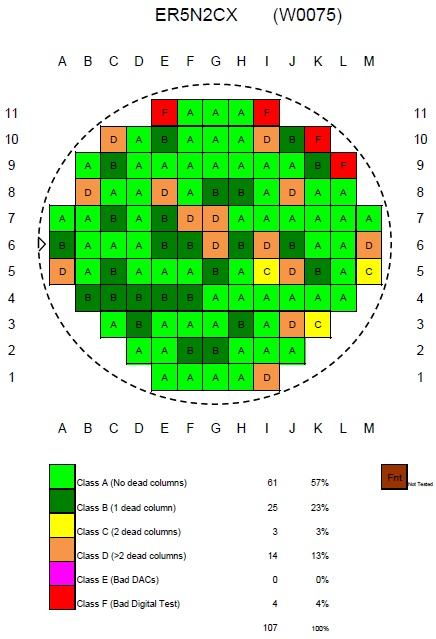 ER5N2CX (W0075)
A B C D E F G H I J K L M
11 F A A A F 11
10 D A B A A A D B F 10
9 A B A A A A A A A B F 9
8 D A A D A B B A D A A 8
7 A A B A B D D A A A A A A 7
6 B A A A B B D B D B A A D 6
5 D A B A A A B A C D B A C 5
4 B B B B B A A A A A A 4
3 A B A A A B A D C 3
2 A A B B A A A 2
1 A A A A D 1
A B C D E F G H I J K L M
Class A (No dead columns) 61 57% Fnt Not Tested
Class B (1 dead column) 25 23%
Class C (2 dead columns) 3 3%
Class D (>2 dead columns) 14 13%
Class E (Bad DACs) 0 0%
Class F (Bad Digital Test) 4 4%
107 100%